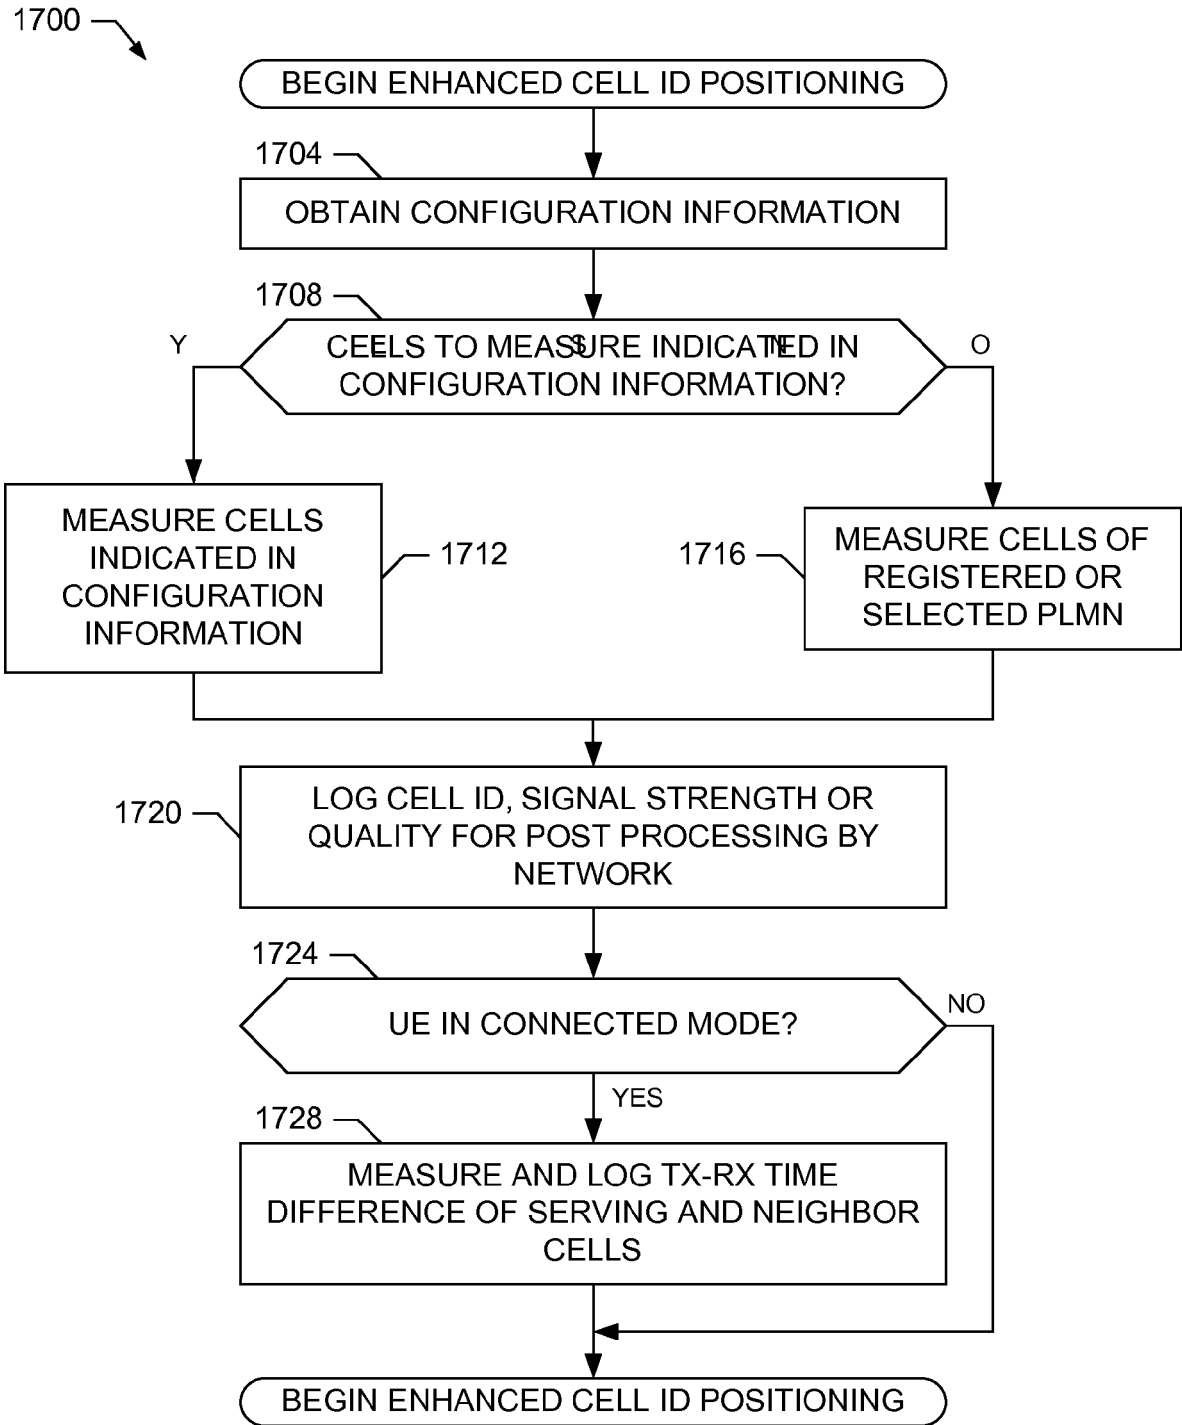 1700
BEGIN ENHANCED CELL ID POSITIONING
1704
OBTAIN CONFIGURATION INFORMATION
1708
Y
CELLS TO MEASURE INDICATED IN
CONFIGURATION INFORMATION?
O
MEASURE CELLS
INDICATED IN
CONFIGURATION
INFORMATION
1712
1716
MEASURE CELLS OF
REGISTERED OR
SELECTED PLMN
1720
LOG CELL ID, SIGNAL STRENGTH OR
QUALITY FOR POST PROCESSING BY
NETWORK
1724
UE IN CONNECTED MODE?
NO
YES
1728
MEASURE AND LOG TX-RX TIME
DIFFERENCE OF SERVING AND NEIGHBOR
CELLS
BEGIN ENHANCED CELL ID POSITIONING